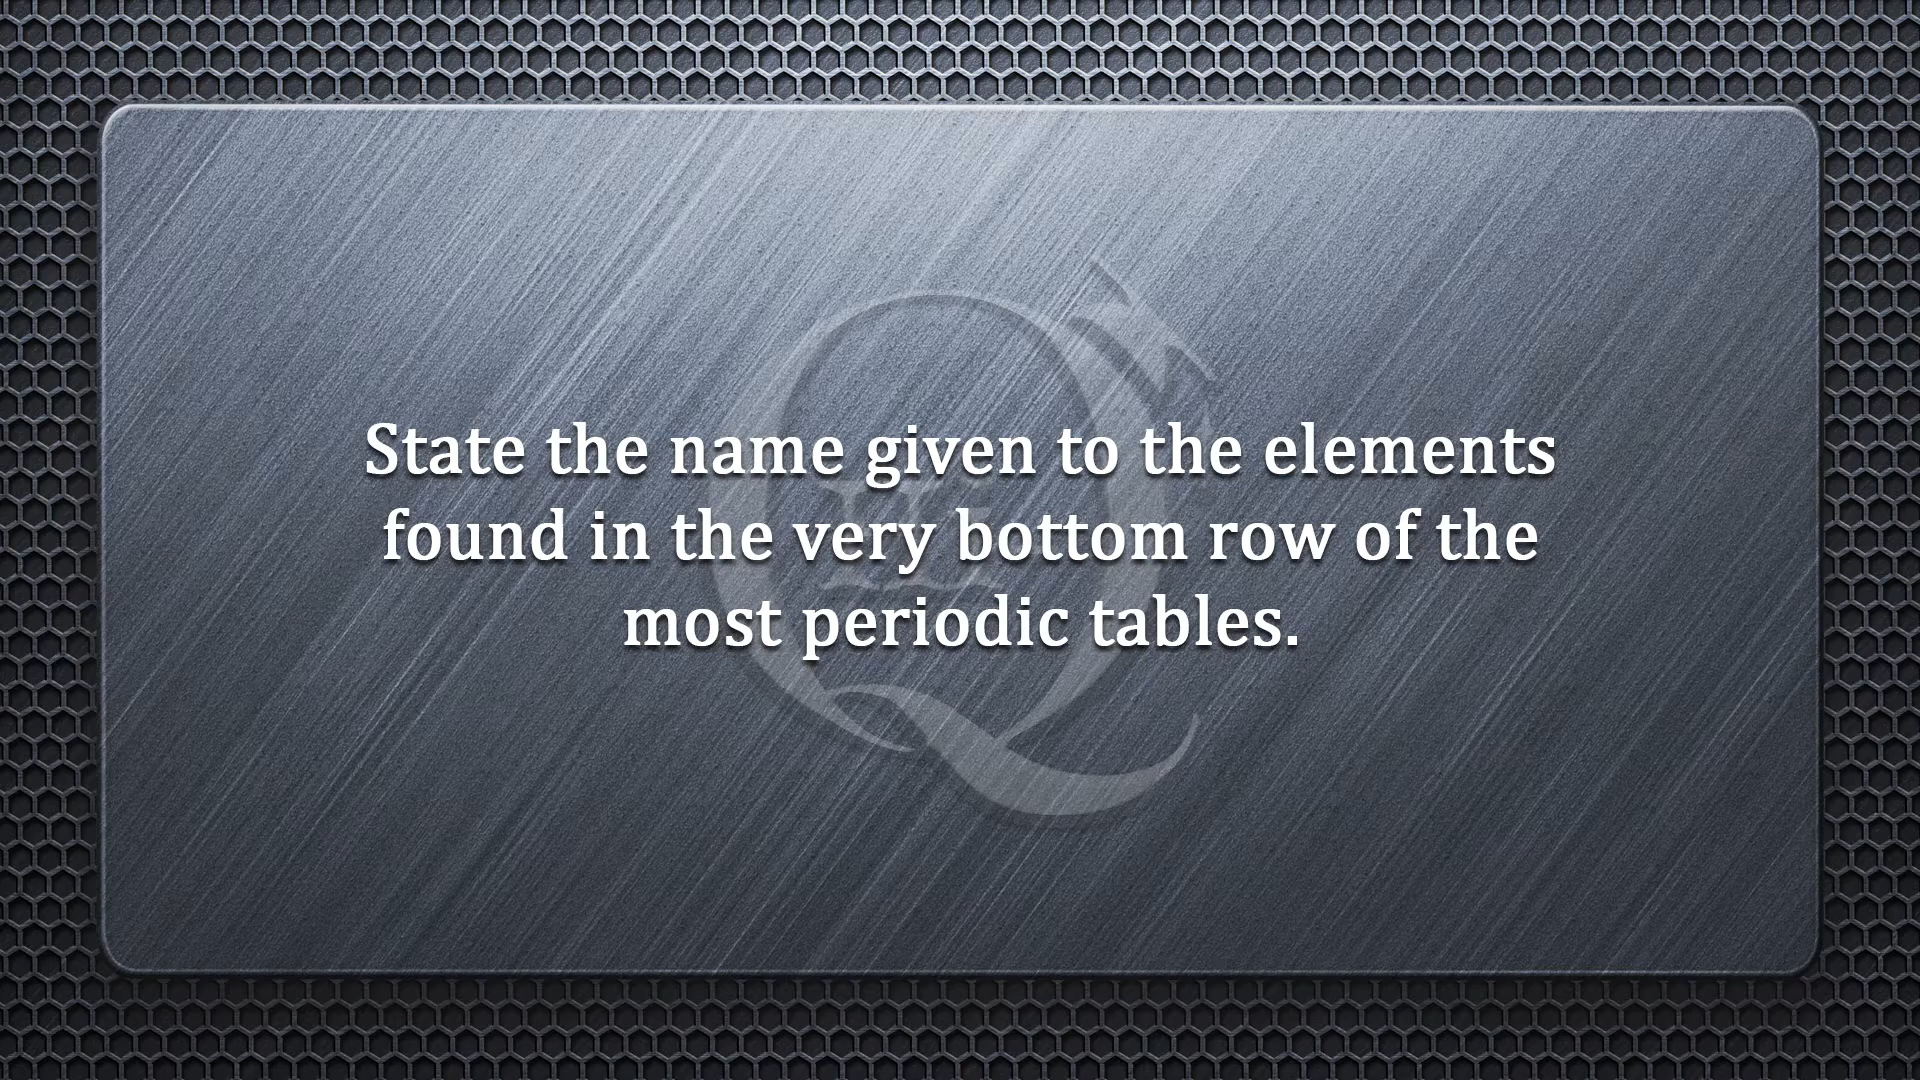 State the name given to the elements
found in the very bottom row of the
most periodic tables.